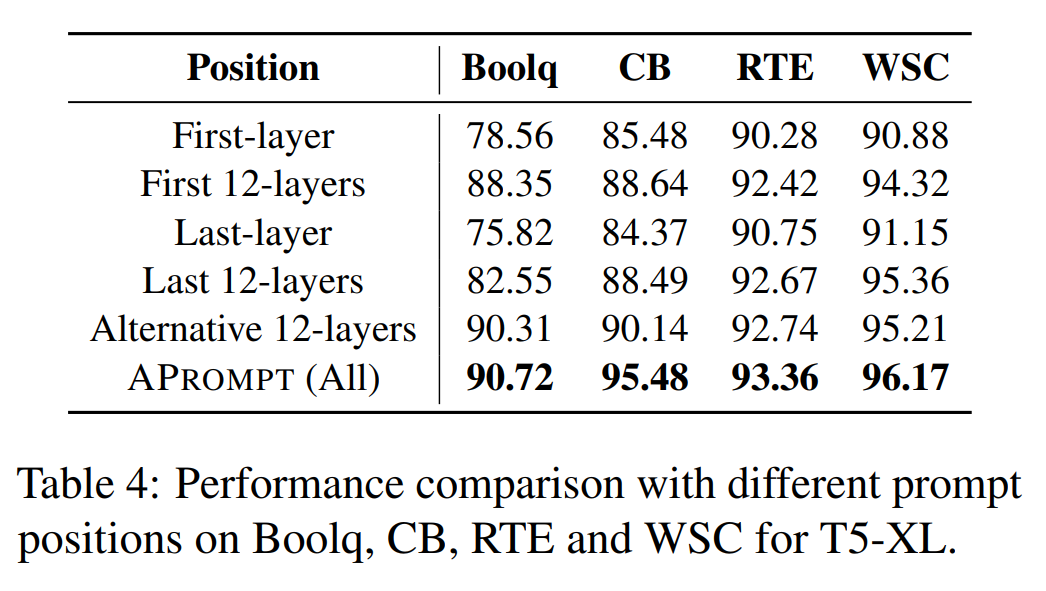 Position Boolq CB RTE WSC
First-layer 78.56 85.48 90.28 90.88
First 12-layers 88.35 88.64 92.42 94.32
Last-layer 75.82 84.37 90.75 91.15
Last 12-layers 82.55 88.49 92.67 95.36
Alternative 12-layers 90.31 90.14 92.74 95.21
APROMPT (All) 90.72 95.48 93.36 96.17
Table 4: Performance comparison with different prompt
positions on Boolq, CB, RTE and WSC for T5-XL.